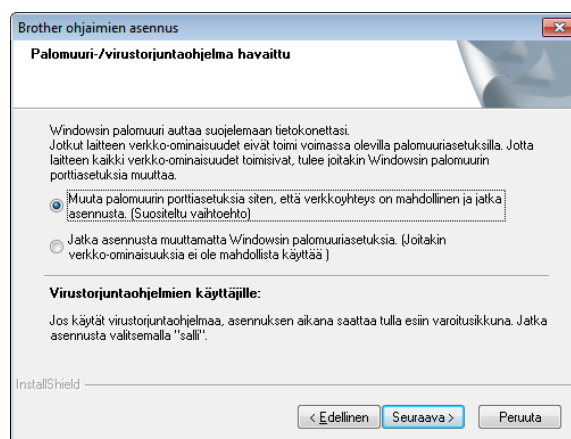 Brother ohjaimien asennus
Palomuuri-/virustorjuntaohjelma havaittu
Windowsin palomuuri auttaa suojelemaan tietokonettasi.
Jotkut laitteen verkko-ominaisuudet eivät toimi voimassa olevilla palomuuriasetuksilla. Jotta
laitteen kaikki verkko-ominaisuudet toimisivat, tulee joitakin Windowsin palomuurin
porttiasetuksia muuttaa.
Muuta palomuurin porttiasetuksia siten, että verkkoyhteys on mahdollinen ja jatka
asennusta. (Suositeltu vaihtoehto)
Jatka asennusta muuttamatta Windowsin palomuuriasetuksia. (Joitakin
verkko-ominaisuuksia ei ole mahdollista käyttää )
Virustorjuntaohjelmien käyttäjille:
Jos käytät virustorjuntaohjelmaa, asennuksen aikana saattaa tulla esiin varoitusikkuna. Jatka
asennusta valitsemalla "salli".
InstallShield
< Edellinen Seuraava > Peruuta